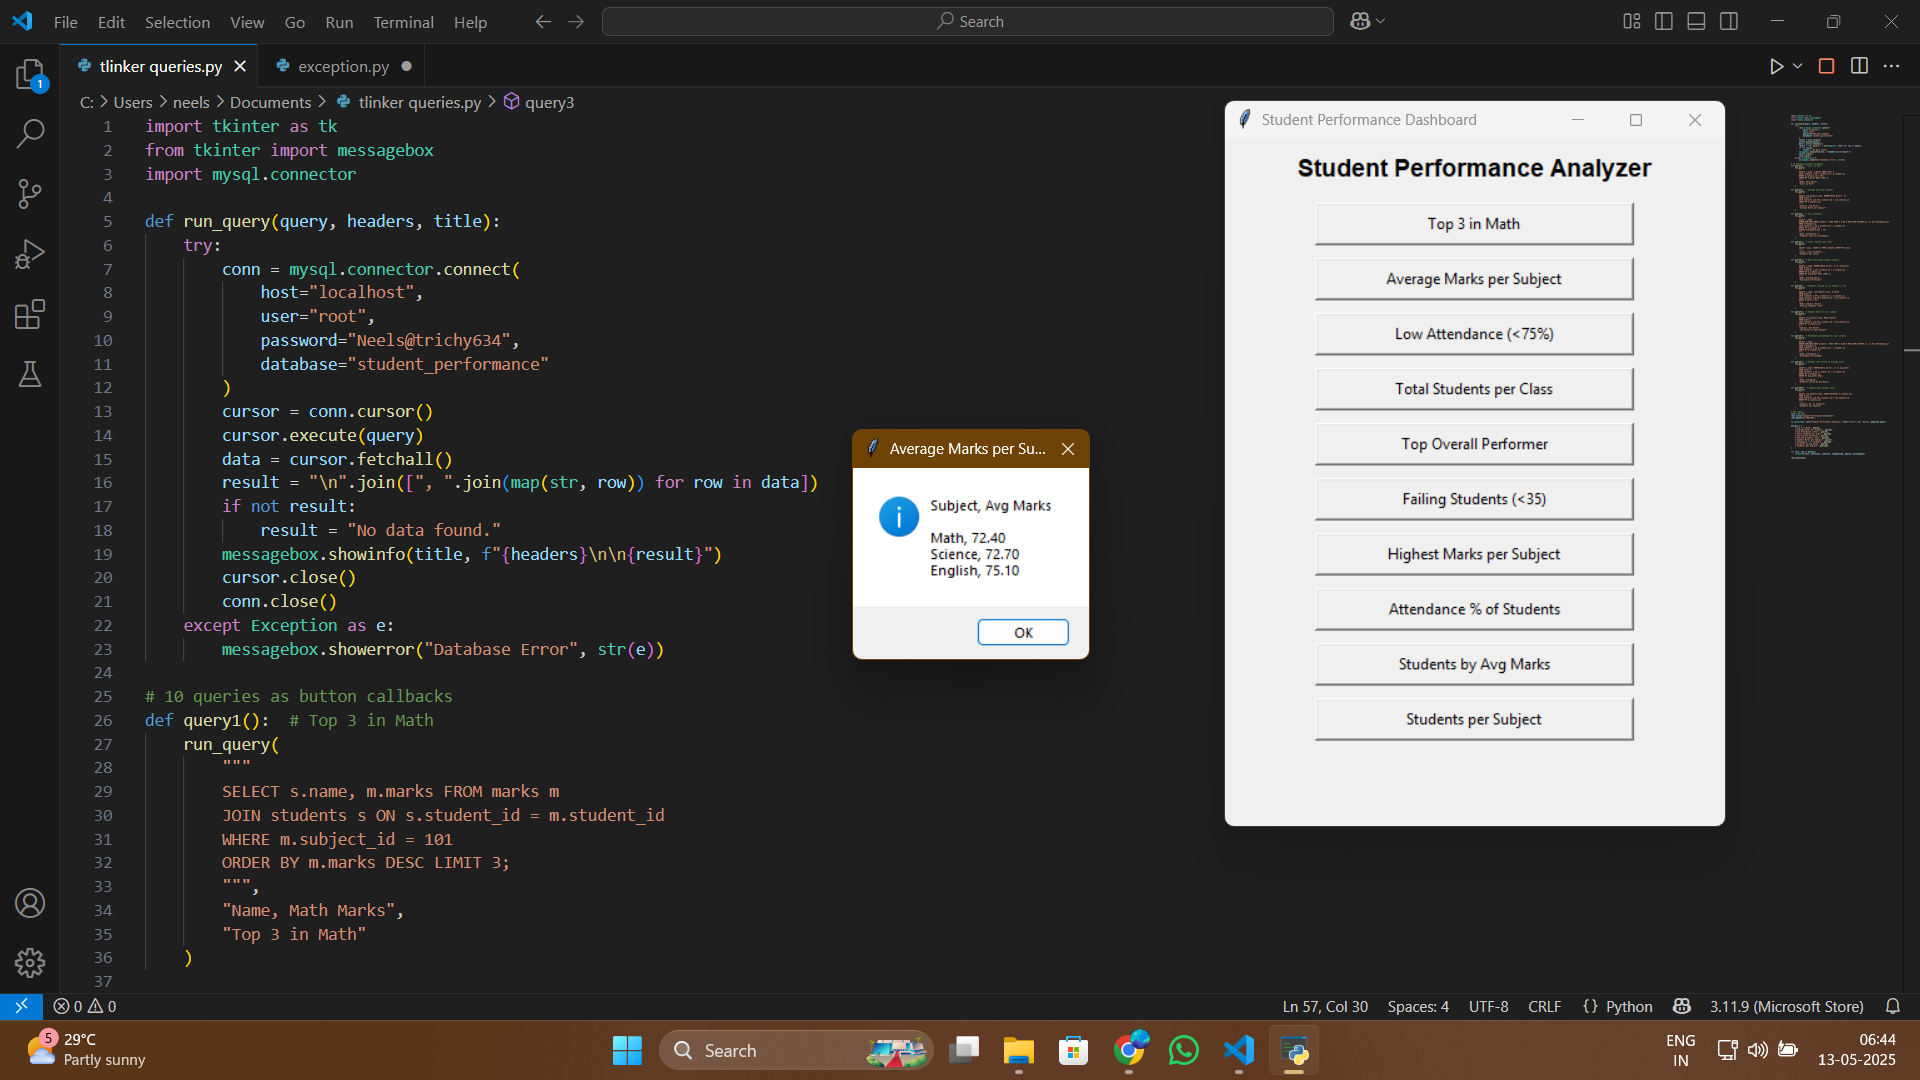 File Edit Selection View Go Run Terminal Help
Search
tlinker queries.py
exception.py
1
C: > Users > neels > Documents > tlinker queries.py > query3
1 import tkinter as tk
2 from tkinter import messagebox
3 import mysql.connector
4
5 def run_query(query, headers, title):
6 try:
7 conn = mysql.connector.connect(
8 host="localhost",
9 user="root",
10 password="Neels@trichy634",
11 database="student_performance"
12 )
13 cursor = conn.cursor()
14 cursor.execute(query)
15 data = cursor.fetchall()
16 result = "\n".join([", ".join(map(str, row)) for row in data])
17 if not result:
18 result = "No data found."
19 messagebox.showinfo(title, f"{headers}\n\n{result}")
20 cursor.close()
21 conn.close()
22 except Exception as e:
23 messagebox.showerror("Database Error", str(e))
24
25 # 10 queries as button callbacks
26 def query1(): # Top 3 in Math
27 run_query(
28 """
29 SELECT s.name, m.marks FROM marks m
30 JOIN students s ON s.student_id = m.student_id
31 WHERE m.subject_id = 101
32 ORDER BY m.marks DESC LIMIT 3;
33 """,
34 "Name, Math Marks",
35 "Top 3 in Math"
36 )
37
Average Marks per Su...
Subject, Avg Marks
Math, 72.40
Science, 72.70
English, 75.10
OK
Student Performance Dashboard
Student Performance Analyzer
Top 3 in Math
Average Marks per Subject
Low Attendance (<75%)
Total Students per Class
Top Overall Performer
Failing Students (<35)
Highest Marks per Subject
Attendance % of Students
Students by Avg Marks
Students per Subject
0 0
Ln 57, Col 30 Spaces: 4 UTF-8 CRLF {} Python 3.11.9 (Microsoft Store)
5
29°C
Partly sunny
Search
ENG
IN
06:44
13-05-2025